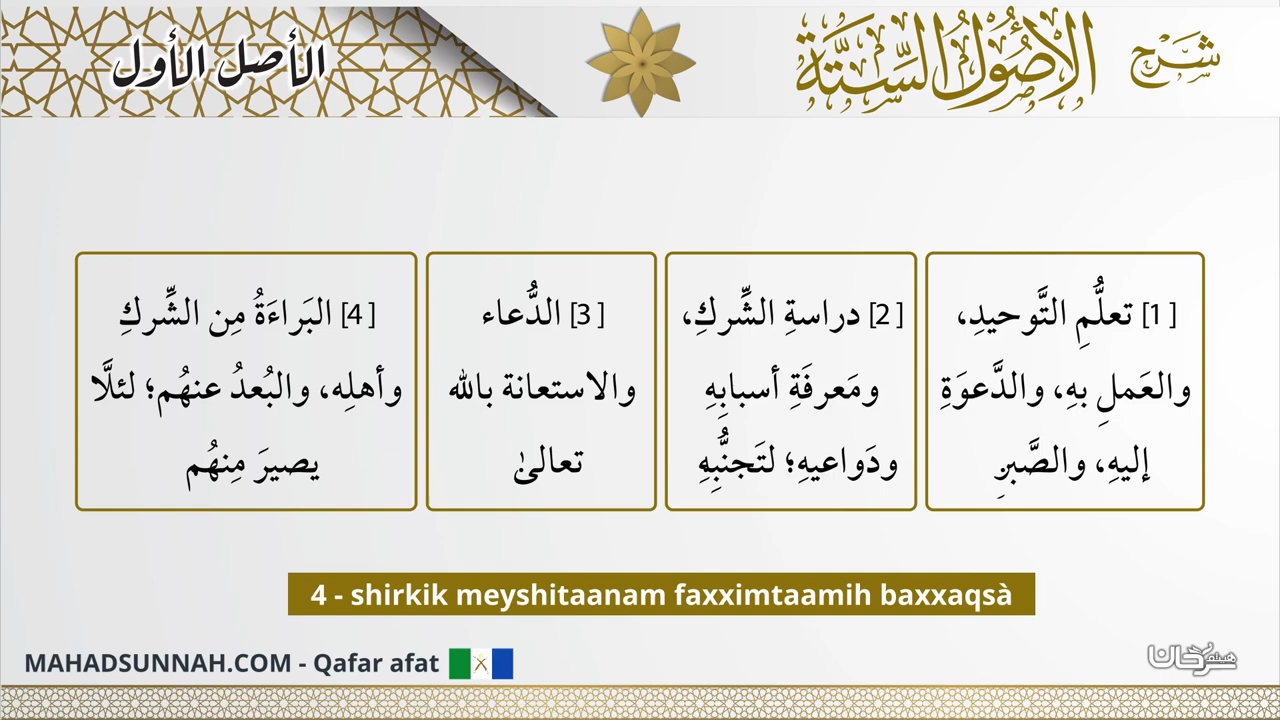 شرح
الأصول الستة
الأصل الأول
[1] تعلُّمِ التَّوحيدِ،
والعَملِ بهِ، والدَّعوَةِ
إليهِ، والصَّبرِ
[2] دراسةِ الشِّركِ،
ومَعرفَةِ أسبابِهِ
ودَواعيهِ؛ لتَجنُّبِهِ
[3] الدُّعاء
والاستعانة بالله
تعالىٰ
[4] البَراءَةُ مِن الشِّركِ
وأهلِه، والبُعدُ عنهُم؛ لئلَّا
يصيرَ مِنهُم
4 - shirkik meyshitaanam faxximtaamih baxxaqsà
MAHADSUNNAH.COM - Qafar afat
هيثم سرحان